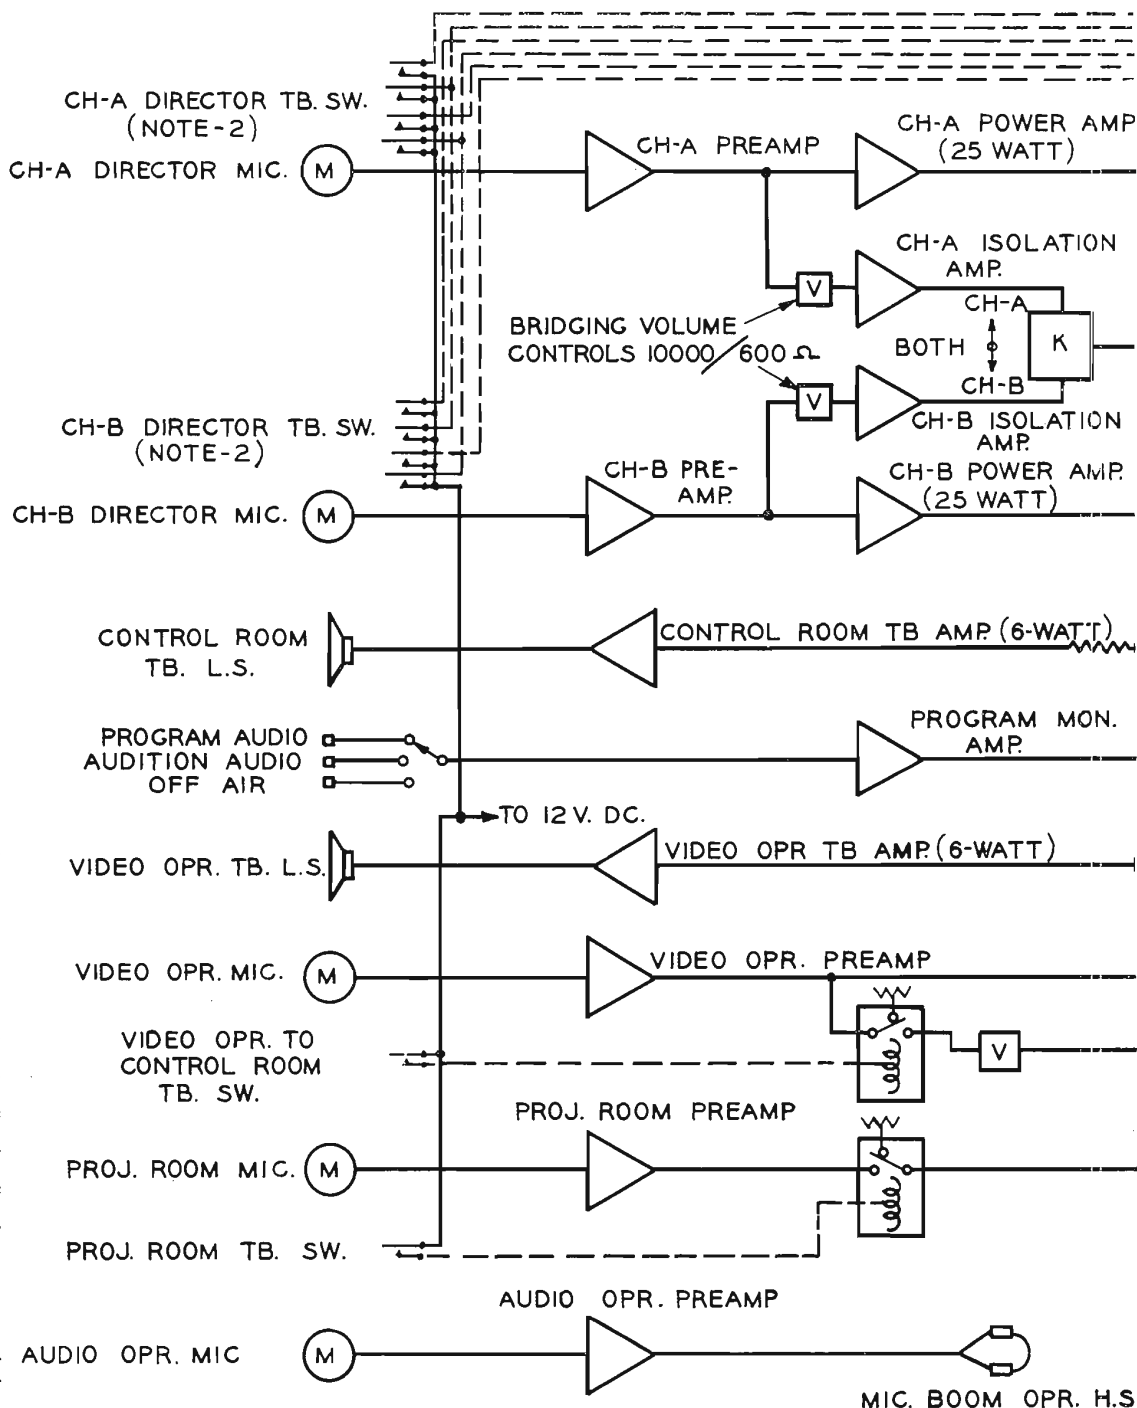 CH-A DIRECTOR TB. SW.
(NOTE-2)
CH-A DIRECTOR MIC.
M
CH-A PREAMP
CH-A POWER AMP
(25 WATT)
CH-A ISOLATION
AMP.
V
CH-A
BRIDGING VOLUME
CONTROLS 10000/600 Ω
BOTH
K
CH-B
V
CH-B ISOLATION
AMP.
CH-B DIRECTOR TB. SW.
(NOTE-2)
CH-B PRE-
AMP.
CH-B POWER AMP.
(25 WATT)
CH-B DIRECTOR MIC.
M
CONTROL ROOM
TB. L.S.
CONTROL ROOM TB AMP. (6-WATT)
PROGRAM AUDIO
AUDITION AUDIO
OFF AIR
PROGRAM MON.
AMP.
TO 12 V. DC.
VIDEO OPR. TB. L.S.
VIDEO OPR TB AMP. (6-WATT)
VIDEO OPR. MIC.
M
VIDEO OPR. PREAMP
VIDEO OPR. TO
CONTROL ROOM
TB. SW.
V
PROJ. ROOM PREAMP
PROJ. ROOM MIC.
M
PROJ. ROOM TB. SW.
AUDIO OPR. PREAMP
AUDIO OPR. MIC
M
MIC. BOOM OPR. H.S